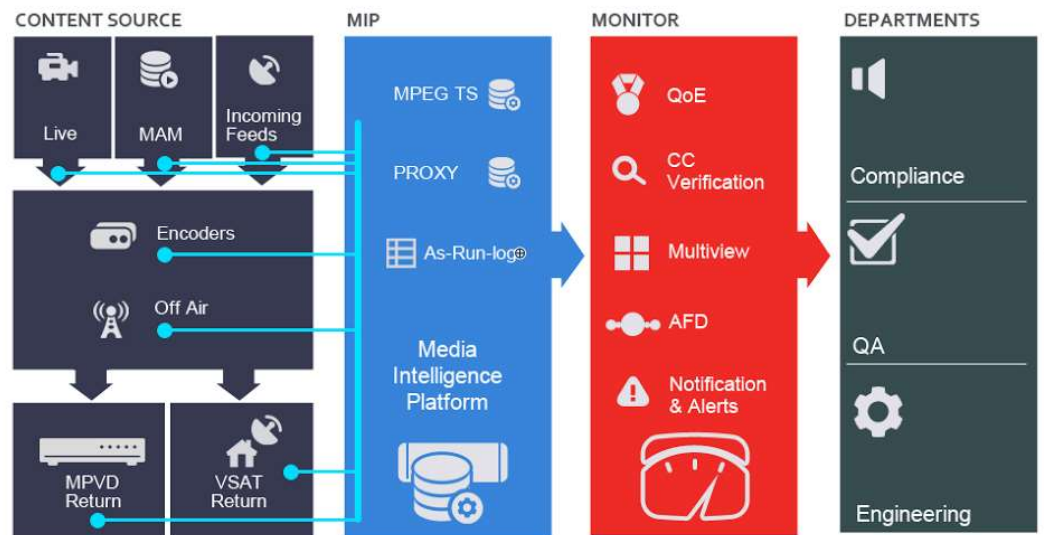 CONTENT SOURCE
MIP
MONITOR
DEPARTMENTS
Live
MAM
Incoming
Feeds
Encoders
Off Air
MPVD
Return
VSAT
Return
MPEG TS
PROXY
As-Run-log
Media
Intelligence
Platform
QoE
CC
Verification
Multiview
AFD
Notification
& Alerts
Compliance
QA
Engineering